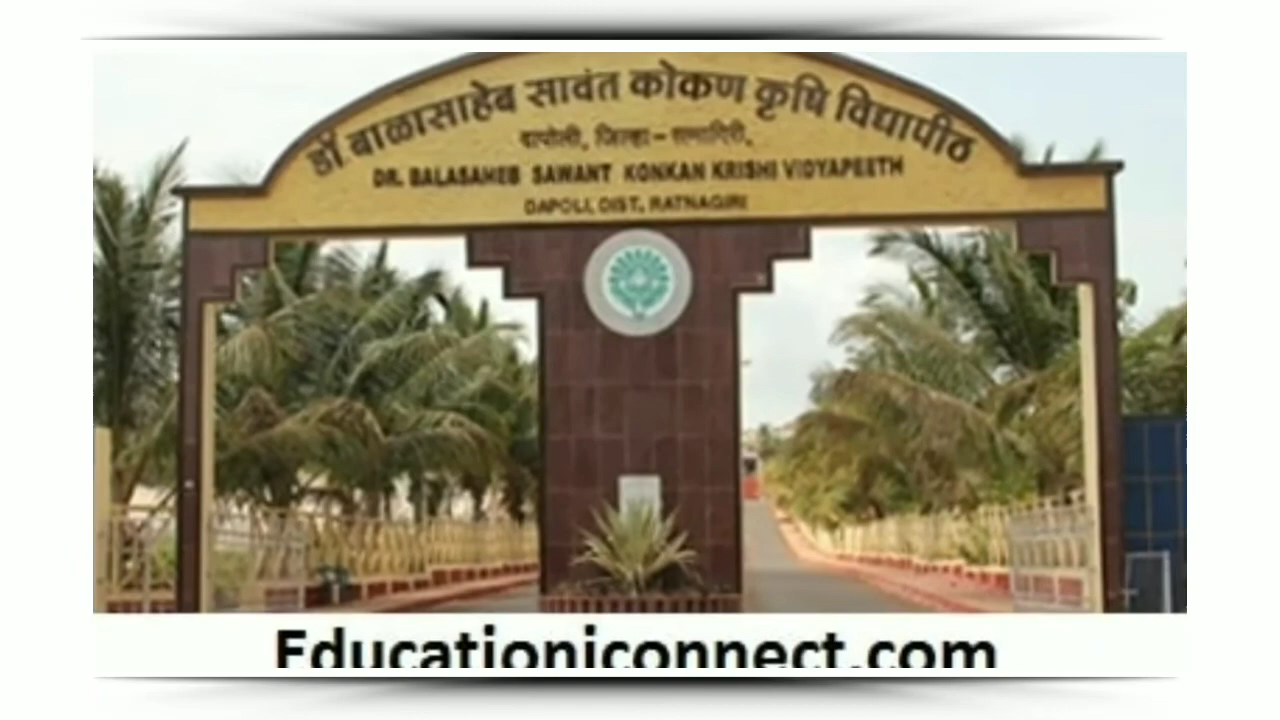 डॉ बाळासाहेब सावंत कोकण कृषि विद्यापीठ
दापोली, जिल्हा-रत्नागिरी,
DR. BALASAHEB SAWANT KONKAN KRISHI VIDYAPEETH
DAPOLI, DIST, RATNAGIRI
Educationiconnect.com